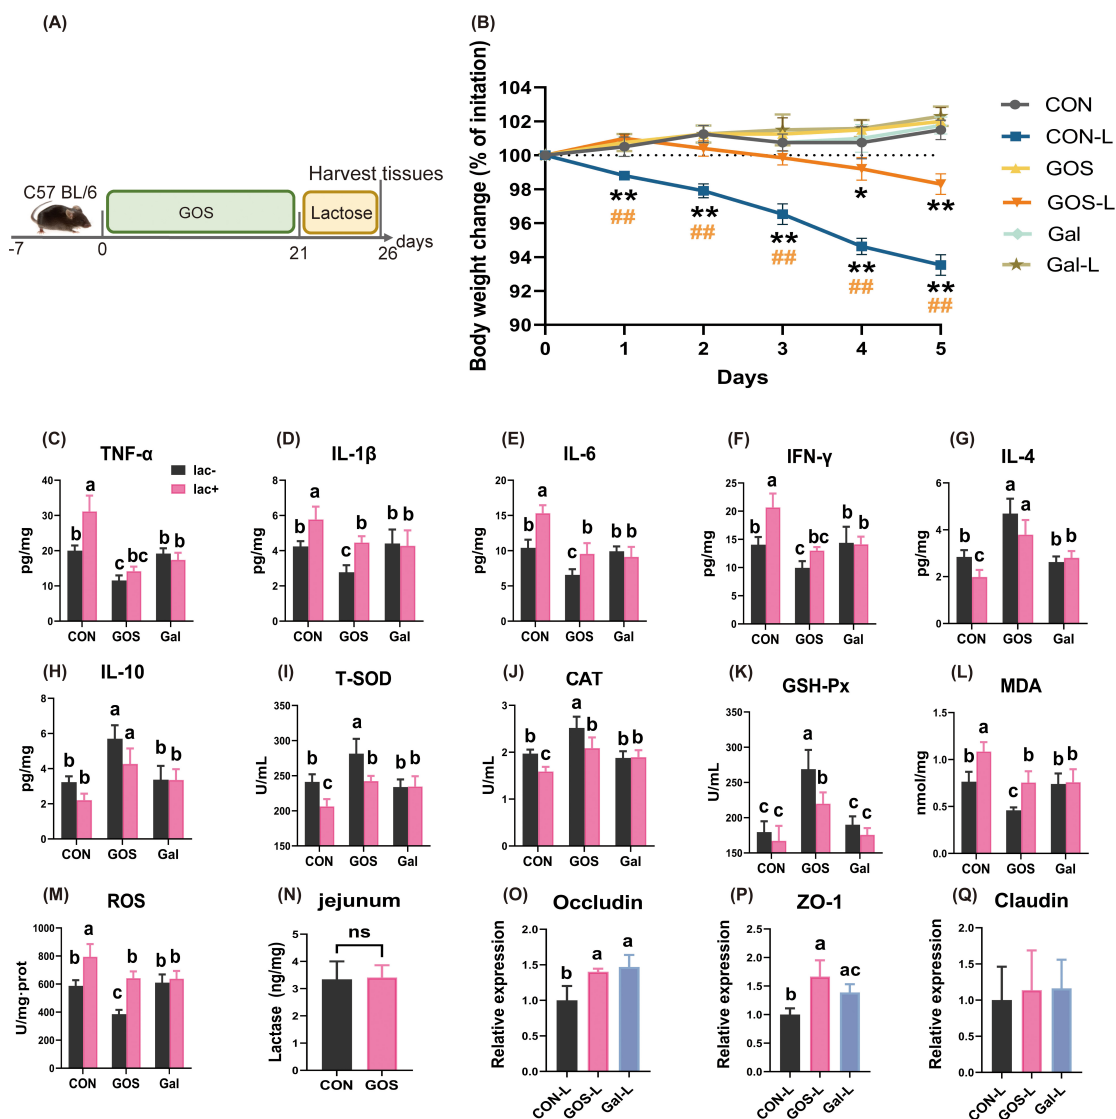 (A)
C57 BL/6
GOS
Lactose
Harvest tissues
-7
0
21
26
days
(B)
Body weight change (% of initation)
104
102
100
98
96
94
92
90
0 1 2 3 4 5
Days
**
##
**
##
**
##
*
**
##
**
**
##
CON
CON-L
GOS
GOS-L
Gal
Gal-L
(C)
TNF-α
lac-
lac+
pg/mg
40
30
20
10
0
b a c bc b b
CON GOS Gal
(D)
IL-1β
pg/mg
8
6
4
2
0
b a c b b b
CON GOS Gal
(E)
IL-6
pg/mg
20
15
10
5
0
b a c b b b
CON GOS Gal
(F)
IFN-γ
pg/mg
25
20
15
10
5
0
b a c b b b
CON GOS Gal
(G)
IL-4
pg/mg
6
4
2
0
b c a a b b
CON GOS Gal
(H)
IL-10
pg/mg
8
6
4
2
0
b b a a b b
CON GOS Gal
(I)
T-SOD
U/mL
350
300
250
200
150
b c a b b b
CON GOS Gal
(J)
CAT
U/mL
3
2
1
0
b c a b b b
CON GOS Gal
(K)
GSH-Px
U/mL
350
300
250
200
150
c c a b c c
CON GOS Gal
(L)
MDA
nmol/mg
1.5
1.0
0.5
0.0
b a c b b b
CON GOS Gal
(M)
ROS
U/mg·prot
1000
800
600
400
200
0
b a c b b b
CON GOS Gal
(N)
jejunum
Lactase (ng/mg)
5
4
3
2
1
0
ns
CON GOS
(O)
Occludin
Relative expression
2.0
1.5
1.0
0.5
0.0
b a a
CON-L GOS-L Gal-L
(P)
ZO-1
Relative expression
2.5
2.0
1.5
1.0
0.5
0.0
b a ac
CON-L GOS-L Gal-L
(Q)
Claudin
Relative expression
2.0
1.5
1.0
0.5
0.0
CON-L GOS-L Gal-L